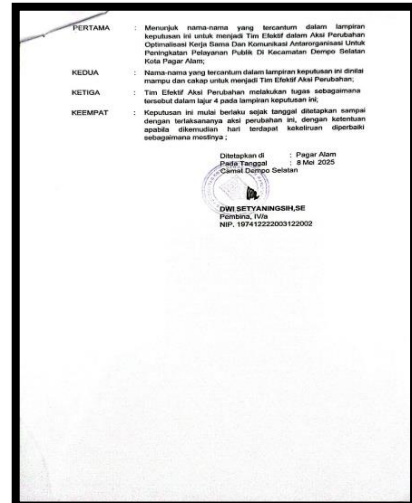 PERTAMA : Menunjuk nama-nama yang tercantum dalam lampiran
keputusan ini untuk menjadi Tim Efektif dalam Aksi Perubahan
Optimalisasi Kerja Sama Dan Komunikasi Antarorganisasi Untuk
Peningkatan Pelayanan Publik Di Kecamatan Dempo Selatan
Kota Pagar Alam;
KEDUA : Nama-nama yang tercantum dalam keputusan ini dinilai
mampu dan cakap untuk menjadi Tim Efektif Aksi Perubahan;
KETIGA : Tim Efektif Aksi Perubahan melakukan tugas sebagaimana
tersebut dalam lajur 4 pada lampiran keputusan ini;
KEEMPAT : Keputusan ini mulai berlaku sejak tanggal ditetapkan sampai
dengan terlaksananya aksi perubahan ini, dengan ketentuan
apabila dikemudian hari terdapat kekeliruan diperbaiki
sebagaimana mestinya ;
Ditetapkan di : Pagar Alam
Pada Tanggal : 8 Mei 2025
Camat Dempo Selatan
DWI SETYANINGSIH,SE
Pembina, IV/a
NIP. 197412222003122002